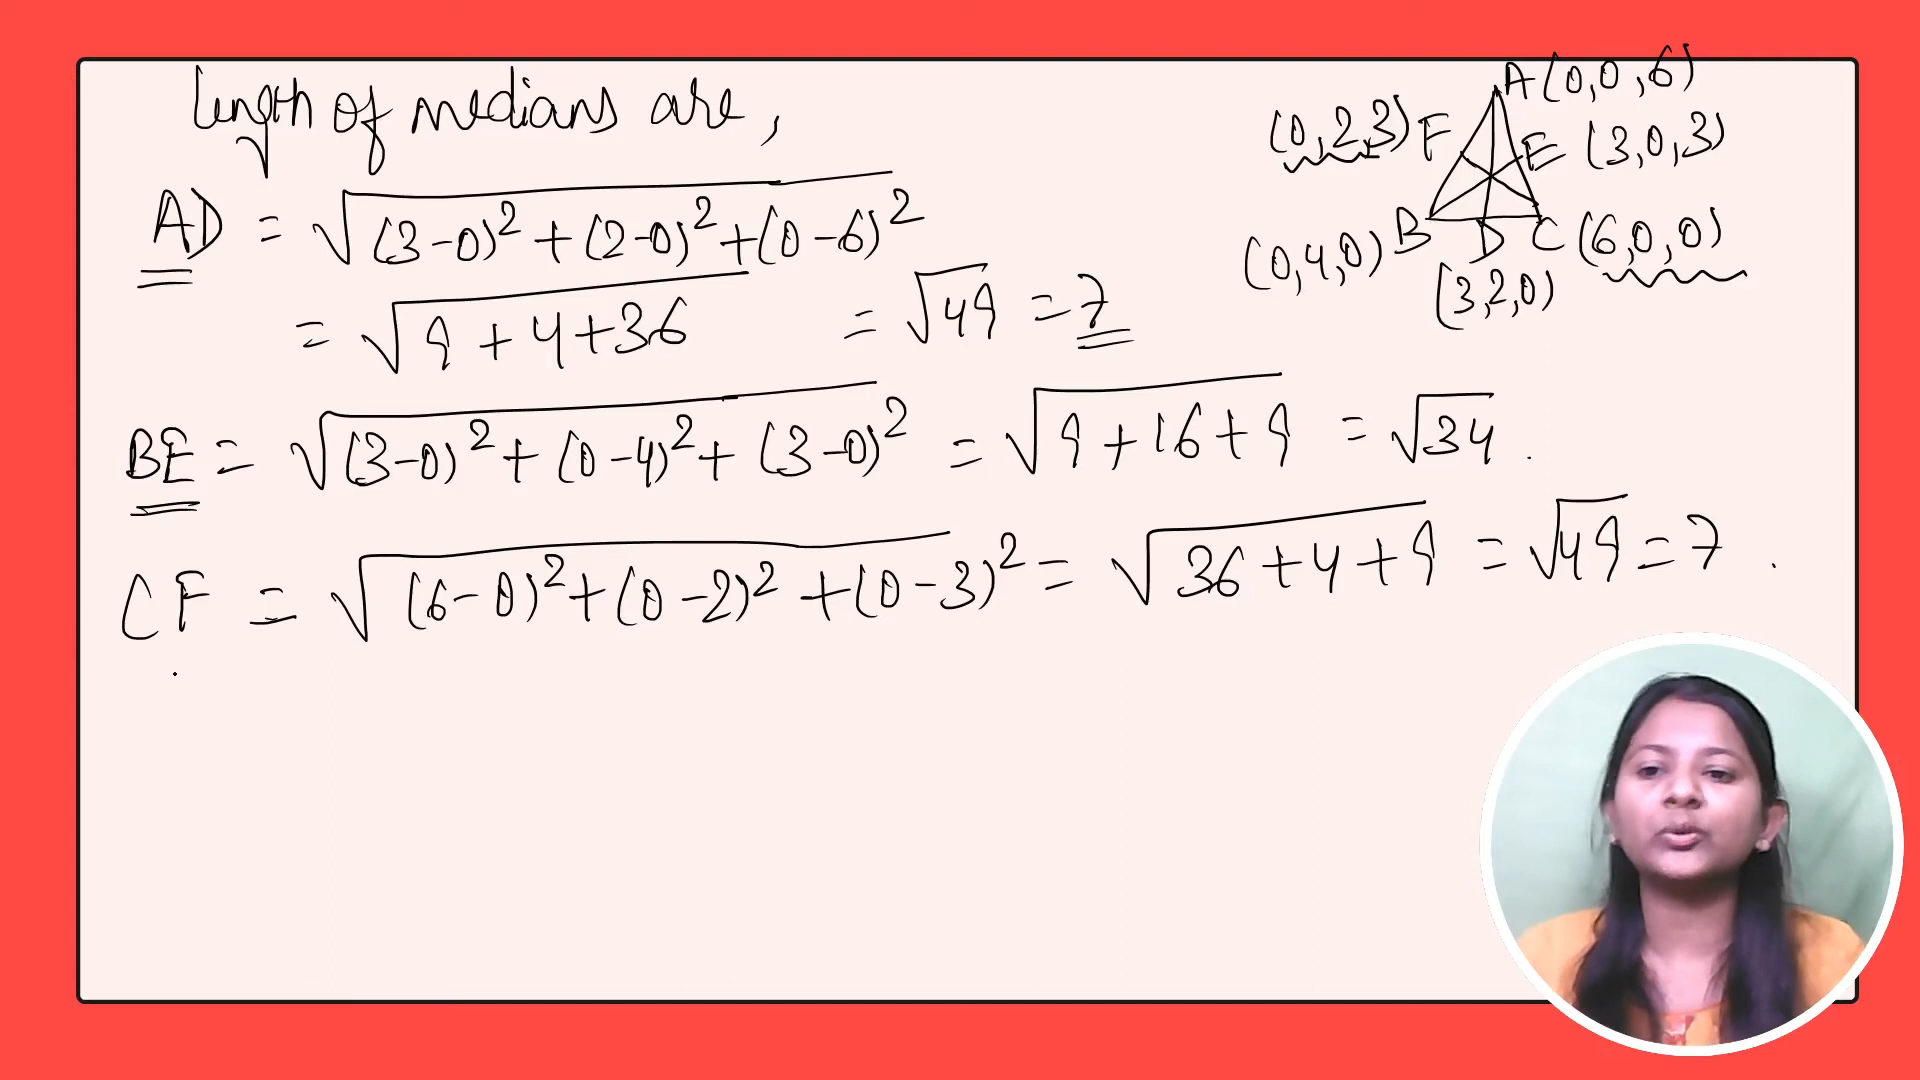 length of medians are,
AD = √(3-0)²+(2-0)²+(0-6)²
= √9+4+36 = √49 = 7
BE = √(3-0)²+(0-4)²+(3-0)² = √9+16+9 = √34.
CF = √(6-0)²+(0-2)²+(0-3)² = √36+4+9 = √49 = 7.
A(0,0,6)
(0,2,3) F E (3,0,3)
(0,4,0) B D C (6,0,0)
(3,2,0)